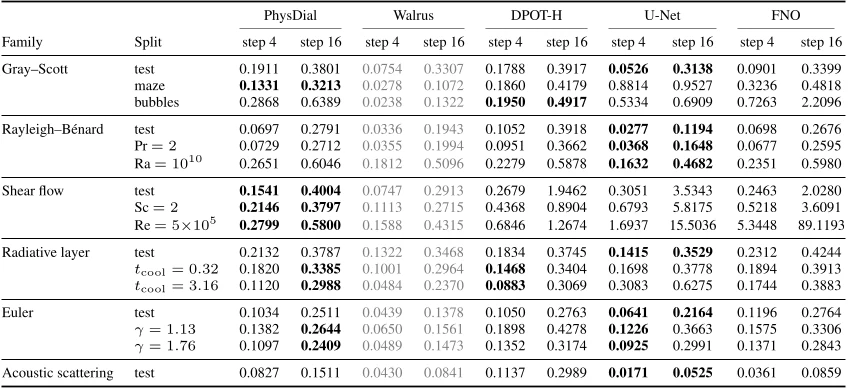 PhysDial Walrus DPOT-H U-Net FNO
Family Split step 4 step 16 step 4 step 16 step 4 step 16 step 4 step 16 step 4 step 16
Gray–Scott test 0.1911 0.3801 0.0754 0.3307 0.1788 0.3917 0.0526 0.3138 0.0901 0.3399
maze 0.1331 0.3213 0.0278 0.1072 0.1860 0.4179 0.8814 0.9527 0.3236 0.4818
bubbles 0.2868 0.6389 0.0238 0.1322 0.1950 0.4917 0.5334 0.6909 0.7263 2.2096
Rayleigh–Bénard test 0.0697 0.2791 0.0336 0.1943 0.1052 0.3918 0.0277 0.1194 0.0698 0.2676
Pr = 2 0.0729 0.2712 0.0355 0.1994 0.0951 0.3662 0.0368 0.1648 0.0677 0.2595
Ra = 10¹⁰ 0.2651 0.6046 0.1812 0.5096 0.2279 0.5878 0.1632 0.4682 0.2351 0.5980
Shear flow test 0.1541 0.4004 0.0747 0.2913 0.2679 1.9462 0.3051 3.5343 0.2463 2.0280
Sc = 2 0.2146 0.3797 0.1113 0.2715 0.4368 0.8904 0.6793 5.8175 0.5218 3.6091
Re = 5×10⁵ 0.2799 0.5800 0.1588 0.4315 0.6846 1.2674 1.6937 15.5036 5.3448 89.1193
Radiative layer test 0.2132 0.3787 0.1322 0.3468 0.1834 0.3745 0.1415 0.3529 0.2312 0.4244
t_cool = 0.32 0.1820 0.3385 0.1001 0.2964 0.1468 0.3404 0.1698 0.3778 0.1894 0.3913
t_cool = 3.16 0.1120 0.2988 0.0484 0.2370 0.0883 0.3069 0.3083 0.6275 0.1744 0.3883
Euler test 0.1034 0.2511 0.0439 0.1378 0.1050 0.2763 0.0641 0.2164 0.1196 0.2764
γ = 1.13 0.1382 0.2644 0.0650 0.1561 0.1898 0.4278 0.1226 0.3663 0.1575 0.3306
γ = 1.76 0.1097 0.2409 0.0489 0.1473 0.1352 0.3174 0.0925 0.2991 0.1371 0.2843
Acoustic scattering test 0.0827 0.1511 0.0430 0.0841 0.1137 0.2989 0.0171 0.0525 0.0361 0.0859